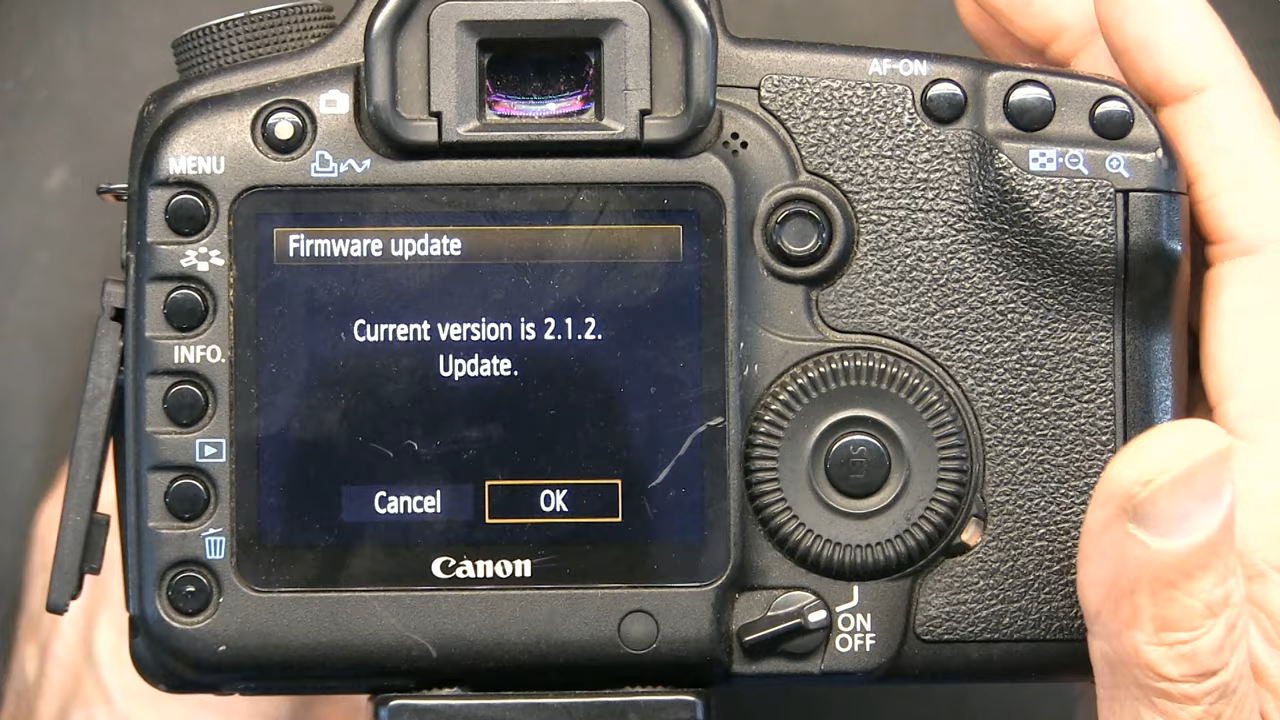 AF-ON
MENU
Firmware update
Current version is 2.1.2.
Update.
INFO.
Cancel
OK
SET
Canon
ON
OFF